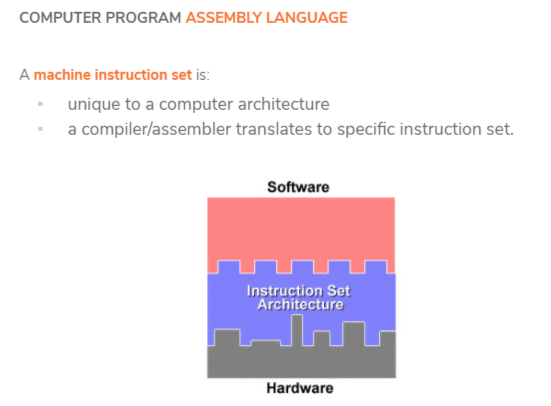 COMPUTER PROGRAM ASSEMBLY LANGUAGE
A machine instruction set is:
▪ unique to a computer architecture
▪ a compiler/assembler translates to specific instruction set.
Software
Instruction Set
Architecture
Hardware